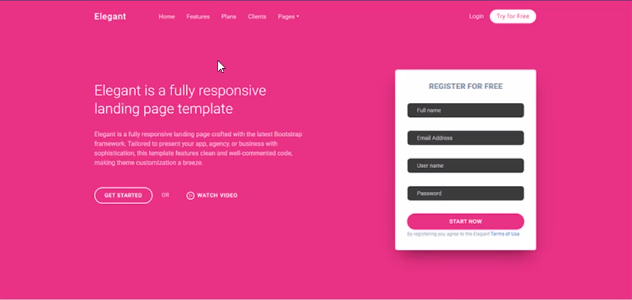 Elegant Home Features Plans Clients Pages Login Try for Free
Elegant is a fully responsive
landing page template
Elegant is a fully responsive landing page crafted with the latest Bootstrap
framework. Tailored to present your app, agency, or business with
sophistication, this template features clean and well-commented code,
making theme customization a breeze.
GET STARTED OR WATCH VIDEO
REGISTER FOR FREE
Full name
Email Address
User name
Password
START NOW
By registering you agree to the Elegant Terms of Use